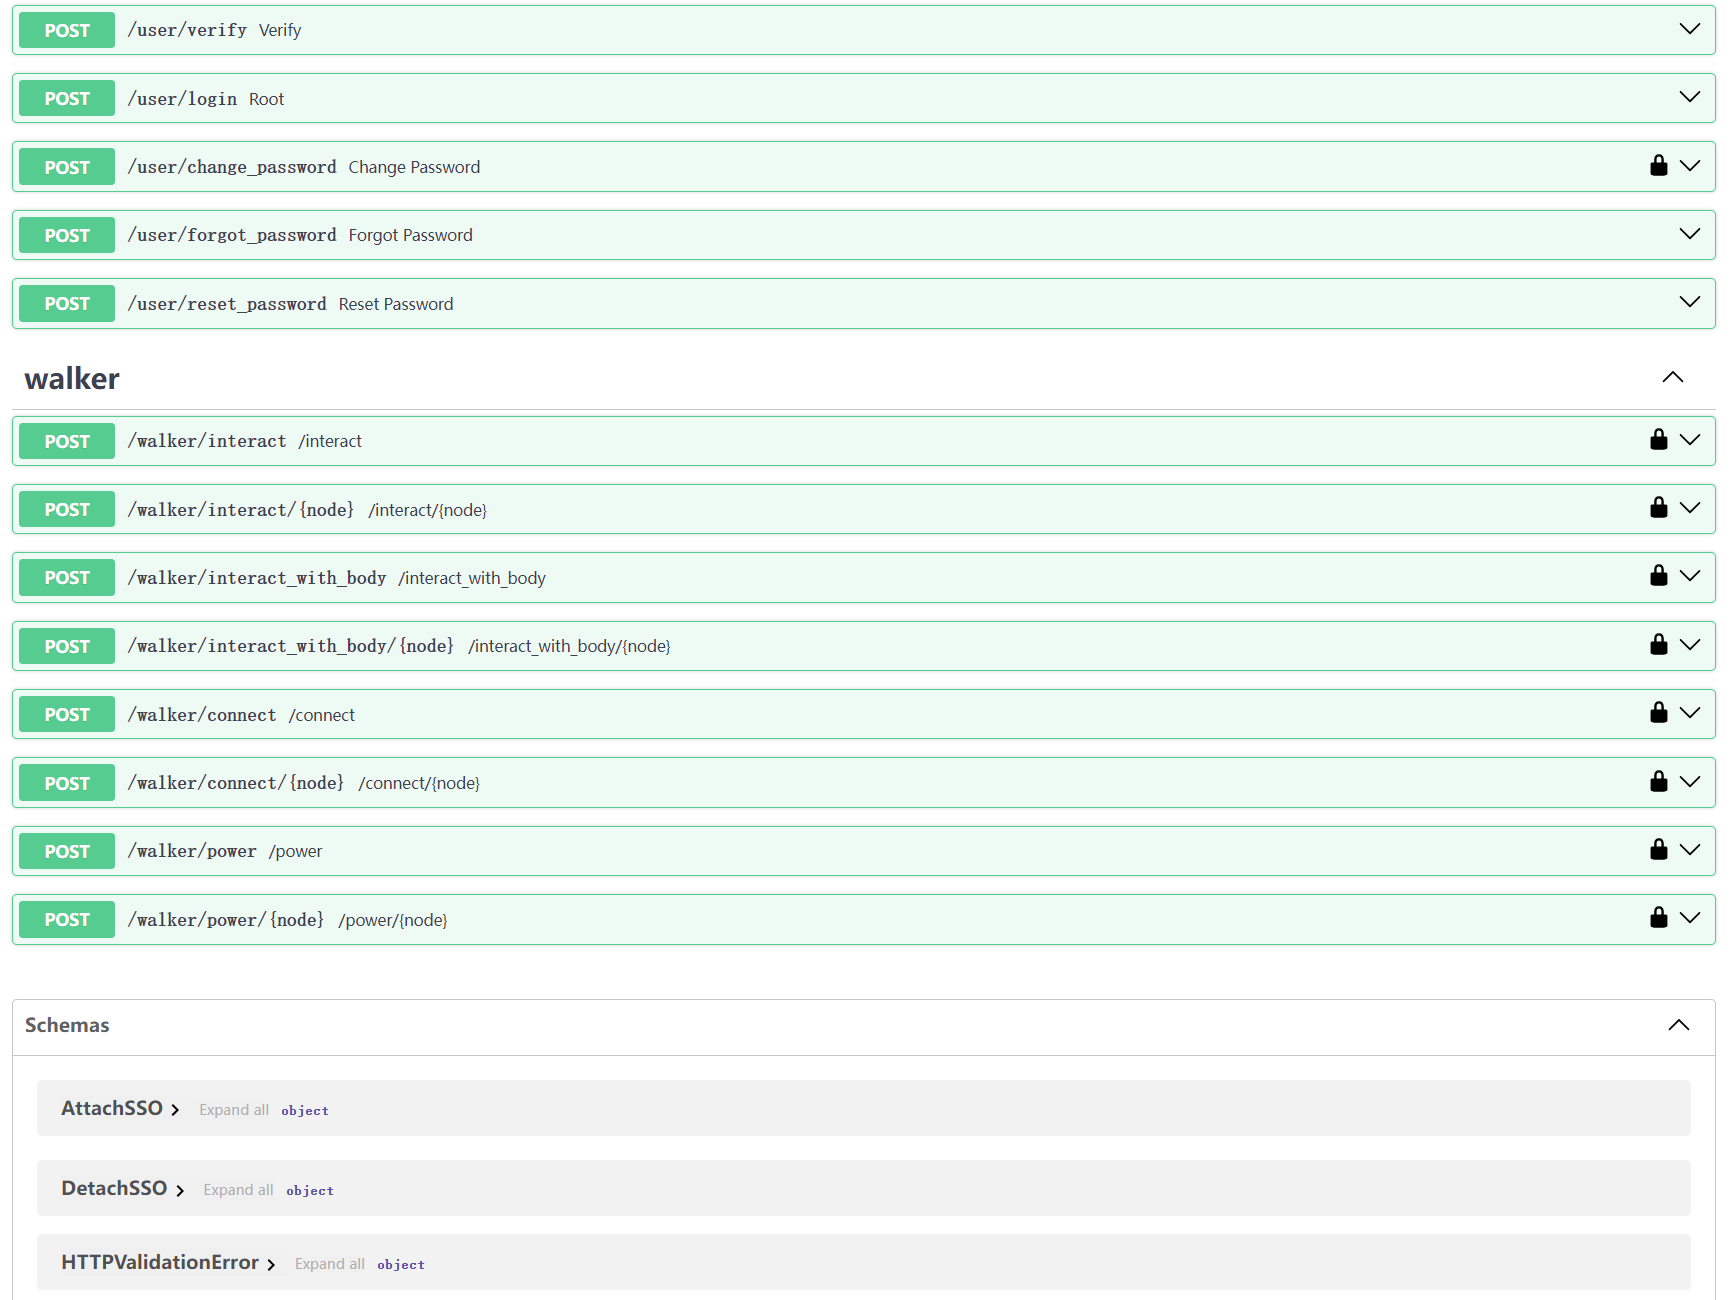 POST /user/verify Verify
POST /user/login Root
POST /user/change_password Change Password
POST /user/forgot_password Forgot Password
POST /user/reset_password Reset Password
walker
POST /walker/interact /interact
POST /walker/interact/{node} /interact/{node}
POST /walker/interact_with_body /interact_with_body
POST /walker/interact_with_body/{node} /interact_with_body/{node}
POST /walker/connect /connect
POST /walker/connect/{node} /connect/{node}
POST /walker/power /power
POST /walker/power/{node} /power/{node}
Schemas
AttachSSO Expand all object
DetachSSO Expand all object
HTTPValidationError Expand all object